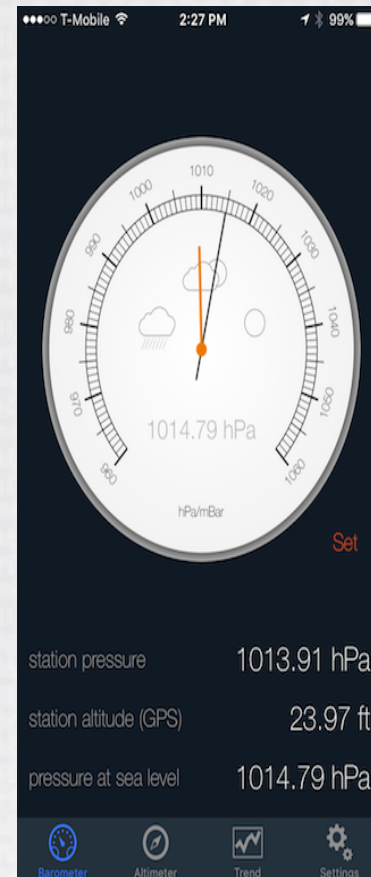 ●●●○○ T-Mobile 2:27 PM 99%
1010
1000 1020
990 1030
980 1040
970 1050
960 1060
1014.79 hPa
hPa/mBar
Set
station pressure 1013.91 hPa
station altitude (GPS) 23.97 ft
pressure at sea level 1014.79 hPa
Barometer Altimeter Trend Settings